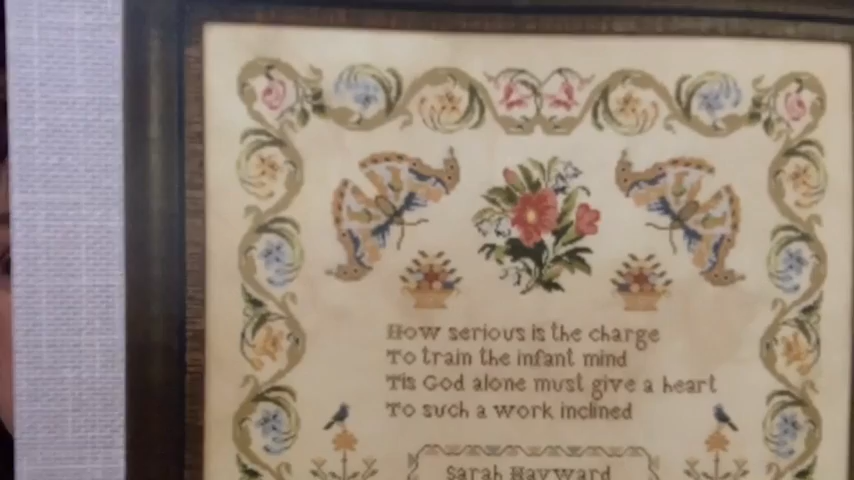 How serious is the charge
To train the infant mind
Tis God alone must give a heart
To such a work inclined
Sarah Hayward